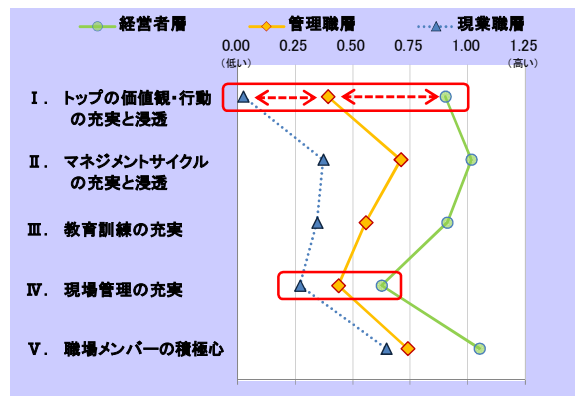 経営者層 管理職層 現業職層
0.00 0.25 0.50 0.75 1.00 1.25
（低い） （高い）
Ⅰ． トップの価値観・行動
の充実と浸透
Ⅱ． マネジメントサイクル
の充実と浸透
Ⅲ． 教育訓練の充実
Ⅳ． 現場管理の充実
Ⅴ． 職場メンバーの積極心